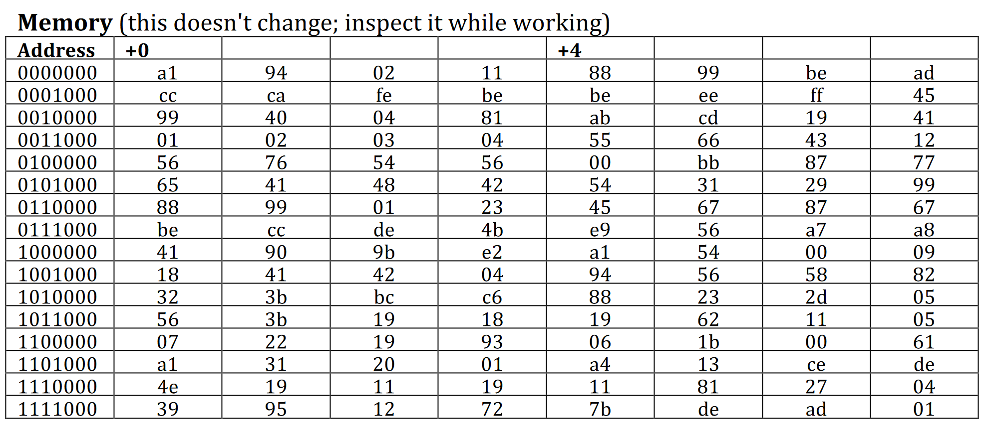 Memory (this doesn't change; inspect it while working)
Address +0 +4
0000000 a1 94 02 11 88 99 be ad
0001000 cc ca fe be be ee ff 45
0010000 99 40 04 81 ab cd 19 41
0011000 01 02 03 04 55 66 43 12
0100000 56 76 54 56 00 bb 87 77
0101000 65 41 48 42 54 31 29 99
0110000 88 99 01 23 45 67 87 67
0111000 be cc de 4b e9 56 a7 a8
1000000 41 90 9b e2 a1 54 00 09
1001000 18 41 42 04 94 56 58 82
1010000 32 3b bc c6 88 23 2d 05
1011000 56 3b 19 18 19 62 11 05
1100000 07 22 19 93 06 1b 00 61
1101000 a1 31 20 01 a4 13 ce de
1110000 4e 19 11 19 11 81 27 04
1111000 39 95 12 72 7b de ad 01